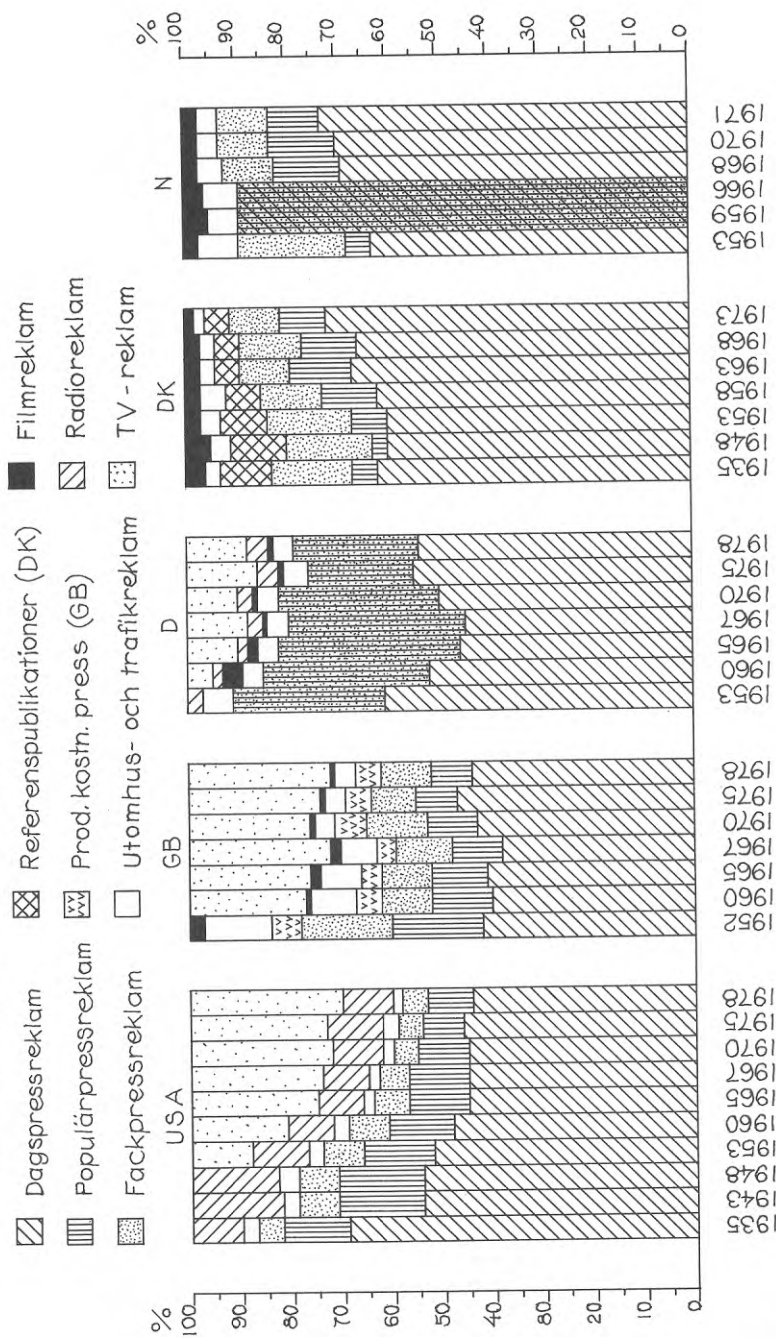 Dagspressreklam Referenspublikationer (DK) Filmreklam
Populärpressreklam Prod. kostn. press (GB) Radioreklam
Fackpressreklam Utomhus- och trafikreklam TV - reklam
% USA GB D DK N %
100 100
90 90
80 80
70 70
60 60
50 50
40 40
30 30
20 20
10 10
0 0
1935 1943 1948 1953 1960 1965 1967 1970 1975 1978 1952 1960 1965 1967 1970 1975 1978 1953 1960 1965 1967 1970 1975 1978 1935 1948 1953 1958 1963 1968 1973 1953 1959 1966 1968 1970 1971